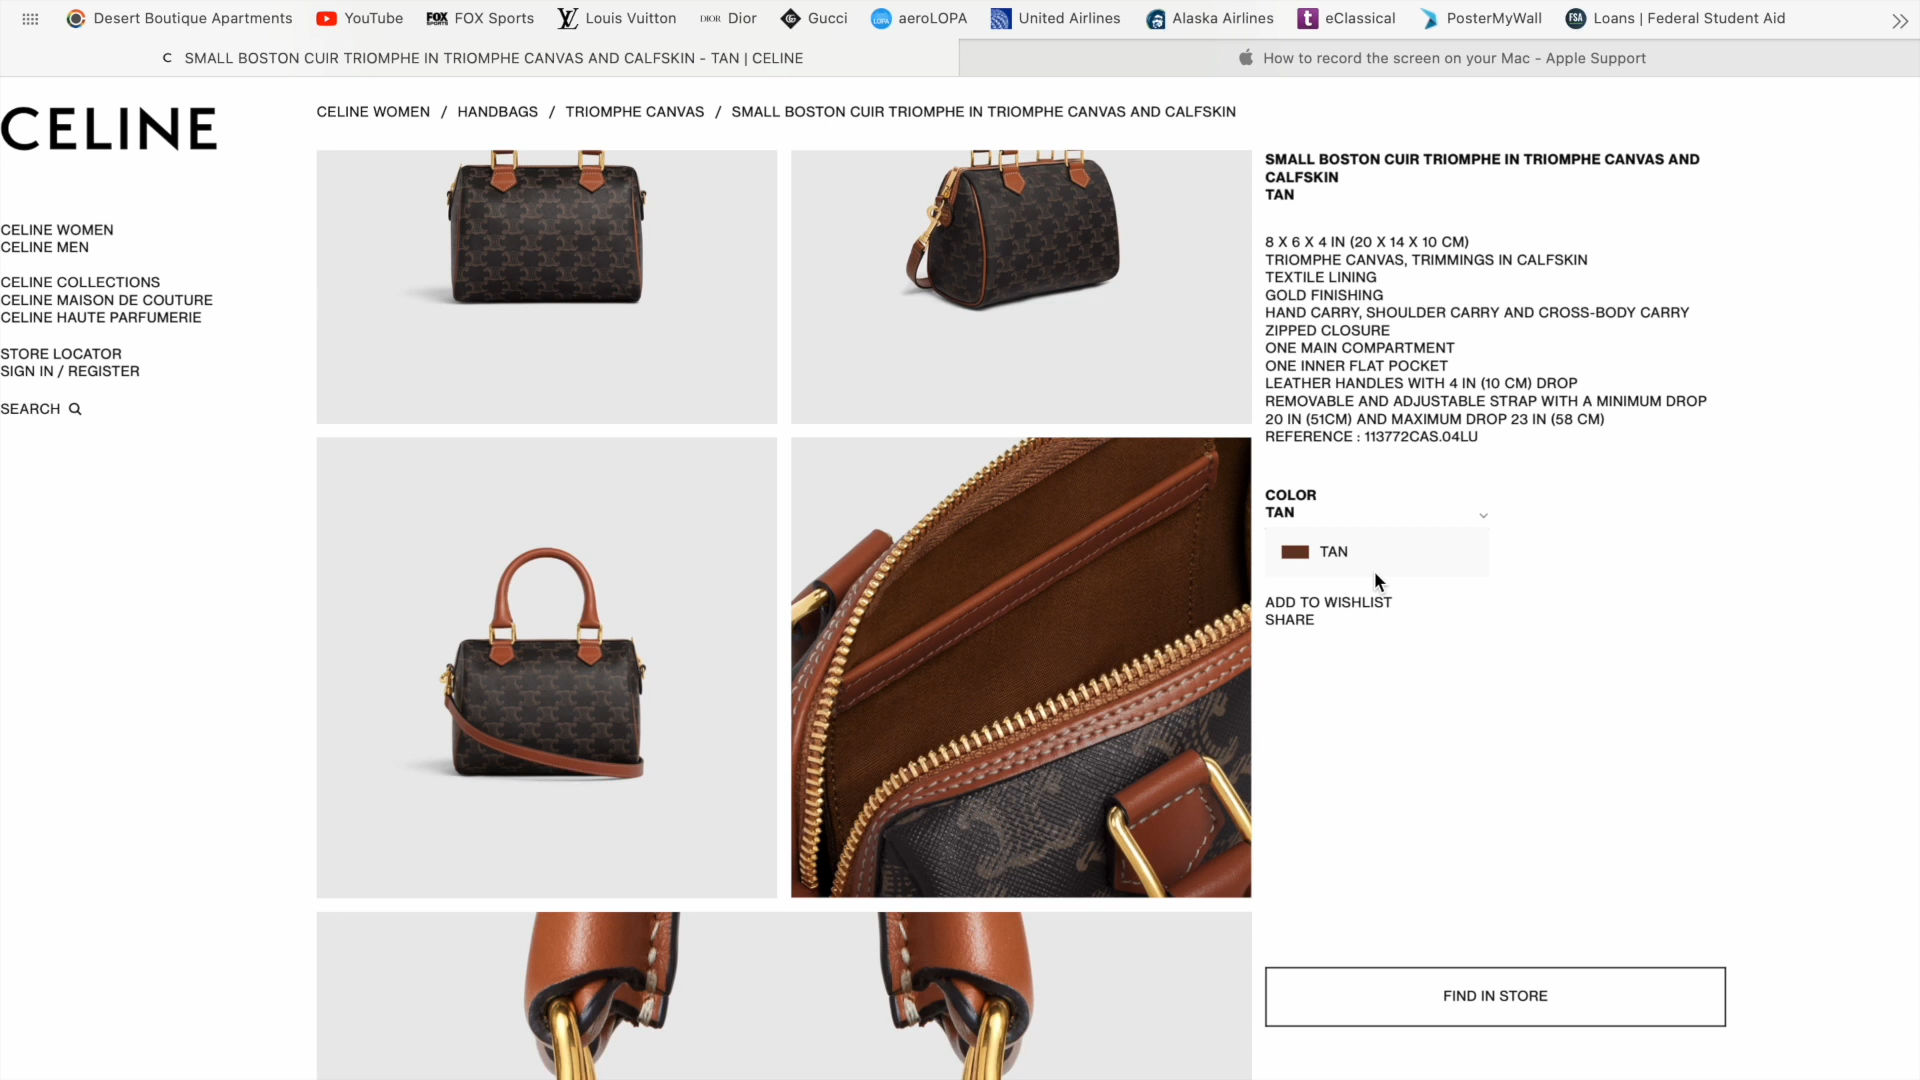 Desert Boutique Apartments
YouTube
FOX SPORTS
FOX Sports
LV
Louis Vuitton
DIOR
Dior
Gucci
LOPA
aeroLOPA
United Airlines
Alaska Airlines
t
eClassical
PosterMyWall
FSA
Loans | Federal Student Aid
C
SMALL BOSTON CUIR TRIOMPHE IN TRIOMPHE CANVAS AND CALFSKIN - TAN | CELINE
How to record the screen on your Mac - Apple Support
CELINE
CELINE WOMEN / HANDBAGS / TRIOMPHE CANVAS / SMALL BOSTON CUIR TRIOMPHE IN TRIOMPHE CANVAS AND CALFSKIN
CELINE WOMEN
CELINE MEN
CELINE COLLECTIONS
CELINE MAISON DE COUTURE
CELINE HAUTE PARFUMERIE
STORE LOCATOR
SIGN IN / REGISTER
SEARCH
SMALL BOSTON CUIR TRIOMPHE IN TRIOMPHE CANVAS AND
CALFSKIN
TAN
8 X 6 X 4 IN (20 X 14 X 10 CM)
TRIOMPHE CANVAS, TRIMMINGS IN CALFSKIN
TEXTILE LINING
GOLD FINISHING
HAND CARRY, SHOULDER CARRY AND CROSS-BODY CARRY
ZIPPED CLOSURE
ONE MAIN COMPARTMENT
ONE INNER FLAT POCKET
LEATHER HANDLES WITH 4 IN (10 CM) DROP
REMOVABLE AND ADJUSTABLE STRAP WITH A MINIMUM DROP
20 IN (51CM) AND MAXIMUM DROP 23 IN (58 CM)
REFERENCE : 113772CAS.04LU
COLOR
TAN
TAN
ADD TO WISHLIST
SHARE
FIND IN STORE